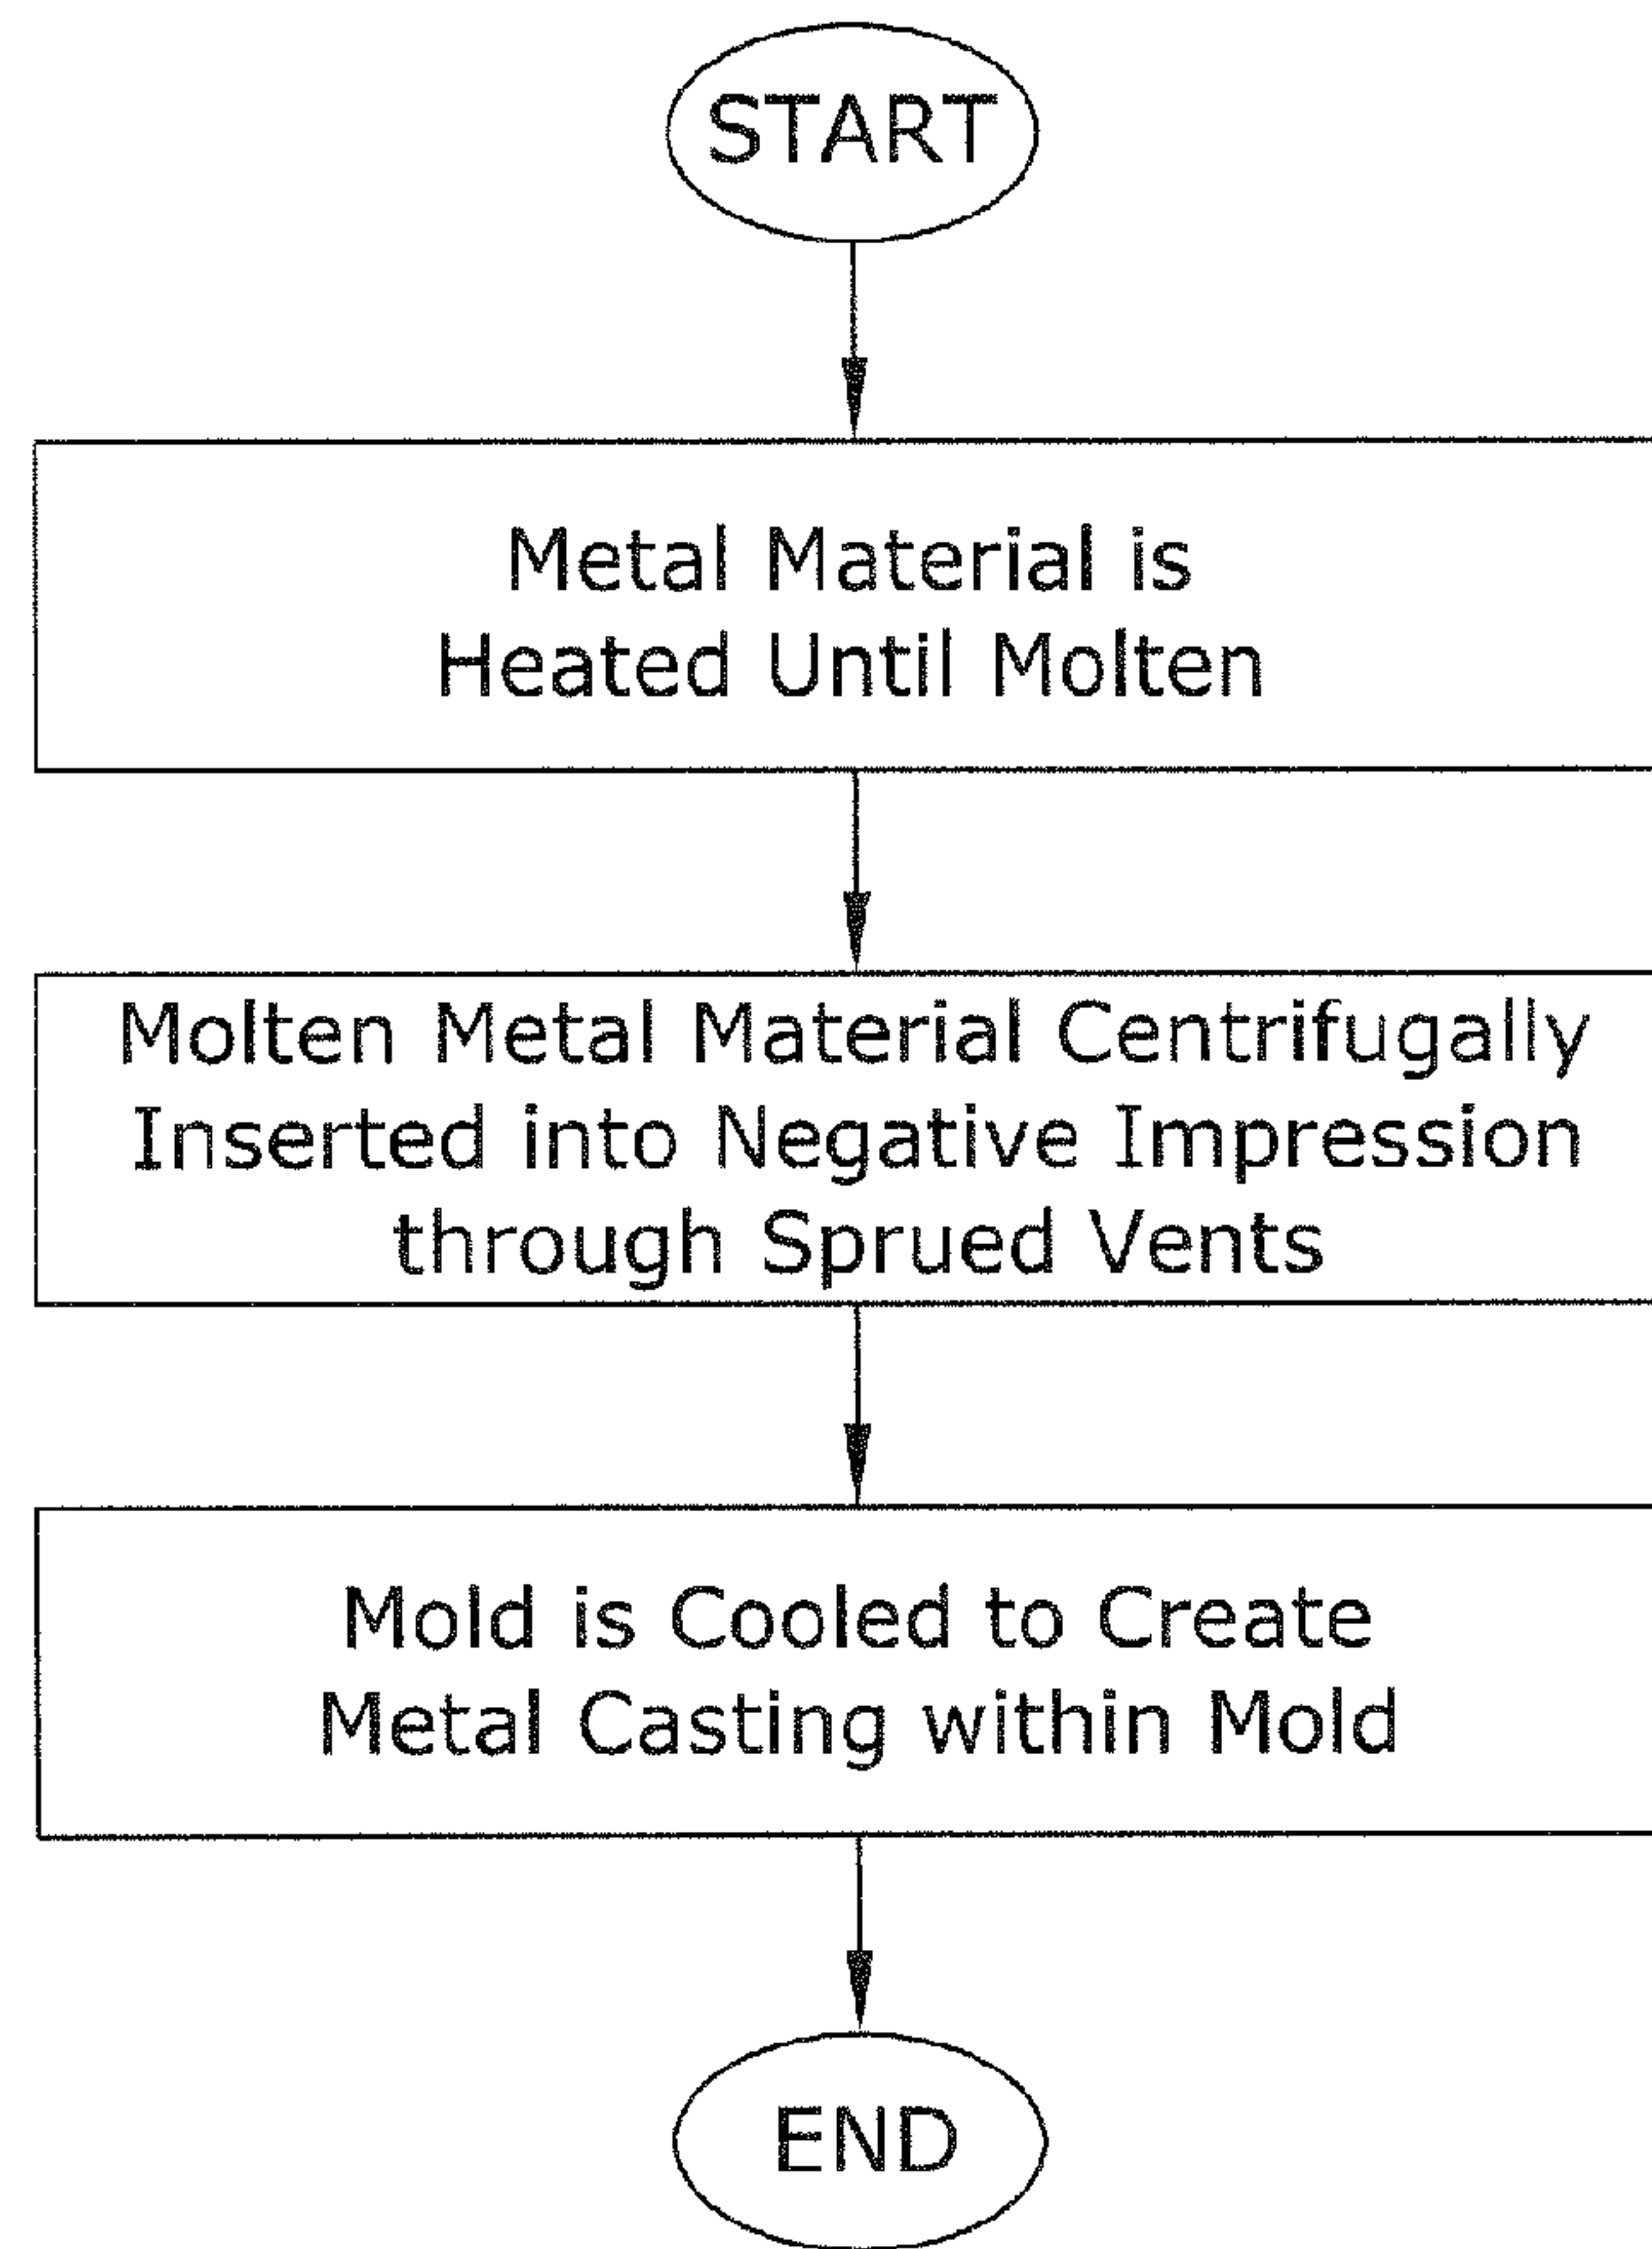 START
Metal Material is
Heated Until Molten
Molten Metal Material Centrifugally
Inserted into Negative Impression
through Sprued Vents
Mold is Cooled to Create
Metal Casting within Mold
END